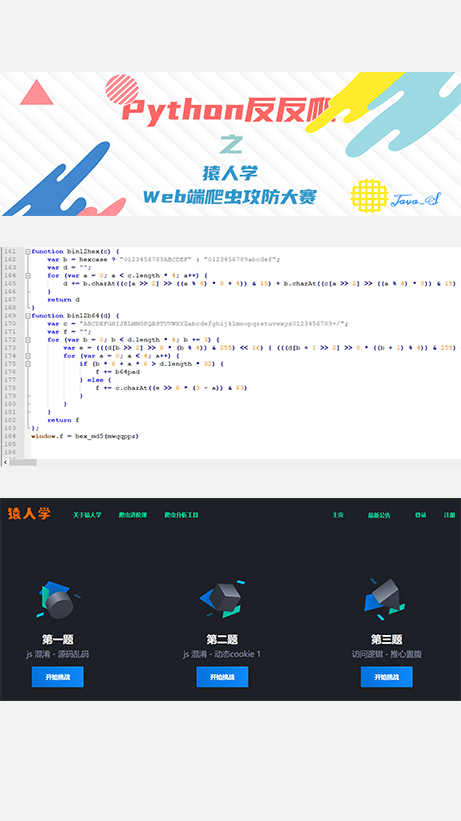 Python反反爬
之
猿人学
Web端爬虫攻防大赛
Java_S
161 function binl2hex(c) {
162 var b = hexcase ? "0123456789ABCDEF" : "0123456789abcdef";
163 var d = "";
164 for (var a = 0; a < c.length * 4; a++) {
165 d += b.charAt((c[a >> 2] >> ((a % 4) * 8 + 4)) & 15) + b.charAt((c[a >> 2] >> ((a % 4) * 8)) & 15)
166 }
167 return d
168 }
169 function binl2b64(d) {
170 var c = "ABCDEFGHIJKLMNOPQRSTUVWXYZabcdefghijklmnopqrstuvwxyz0123456789+/";
171 var f = "";
172 for (var b = 0; b < d.length * 4; b += 3) {
173 var e = (((d[b >> 2] >> 8 * (b % 4)) & 255) << 16) | (((d[b + 1 >> 2] >> 8 * ((b + 1) % 4)) & 255)
174 for (var a = 0; a < 4; a++) {
175 if (b * 8 + a * 6 > d.length * 32) {
176 f += b64pad
177 } else {
178 f += c.charAt((e >> 6 * (3 - a)) & 63)
179 }
180 }
181 }
182 return f
183 };
184 window.f = hex_md5(mwqqppz)
185
186
猿人学 关于猿人学 爬虫进阶课 爬虫分析工具 主页 最新公告 登录 注册
第一题 第二题 第三题
js 混淆 - 源码乱码 js 混淆 - 动态cookie 1 访问逻辑 - 推心置腹
开始挑战 开始挑战 开始挑战